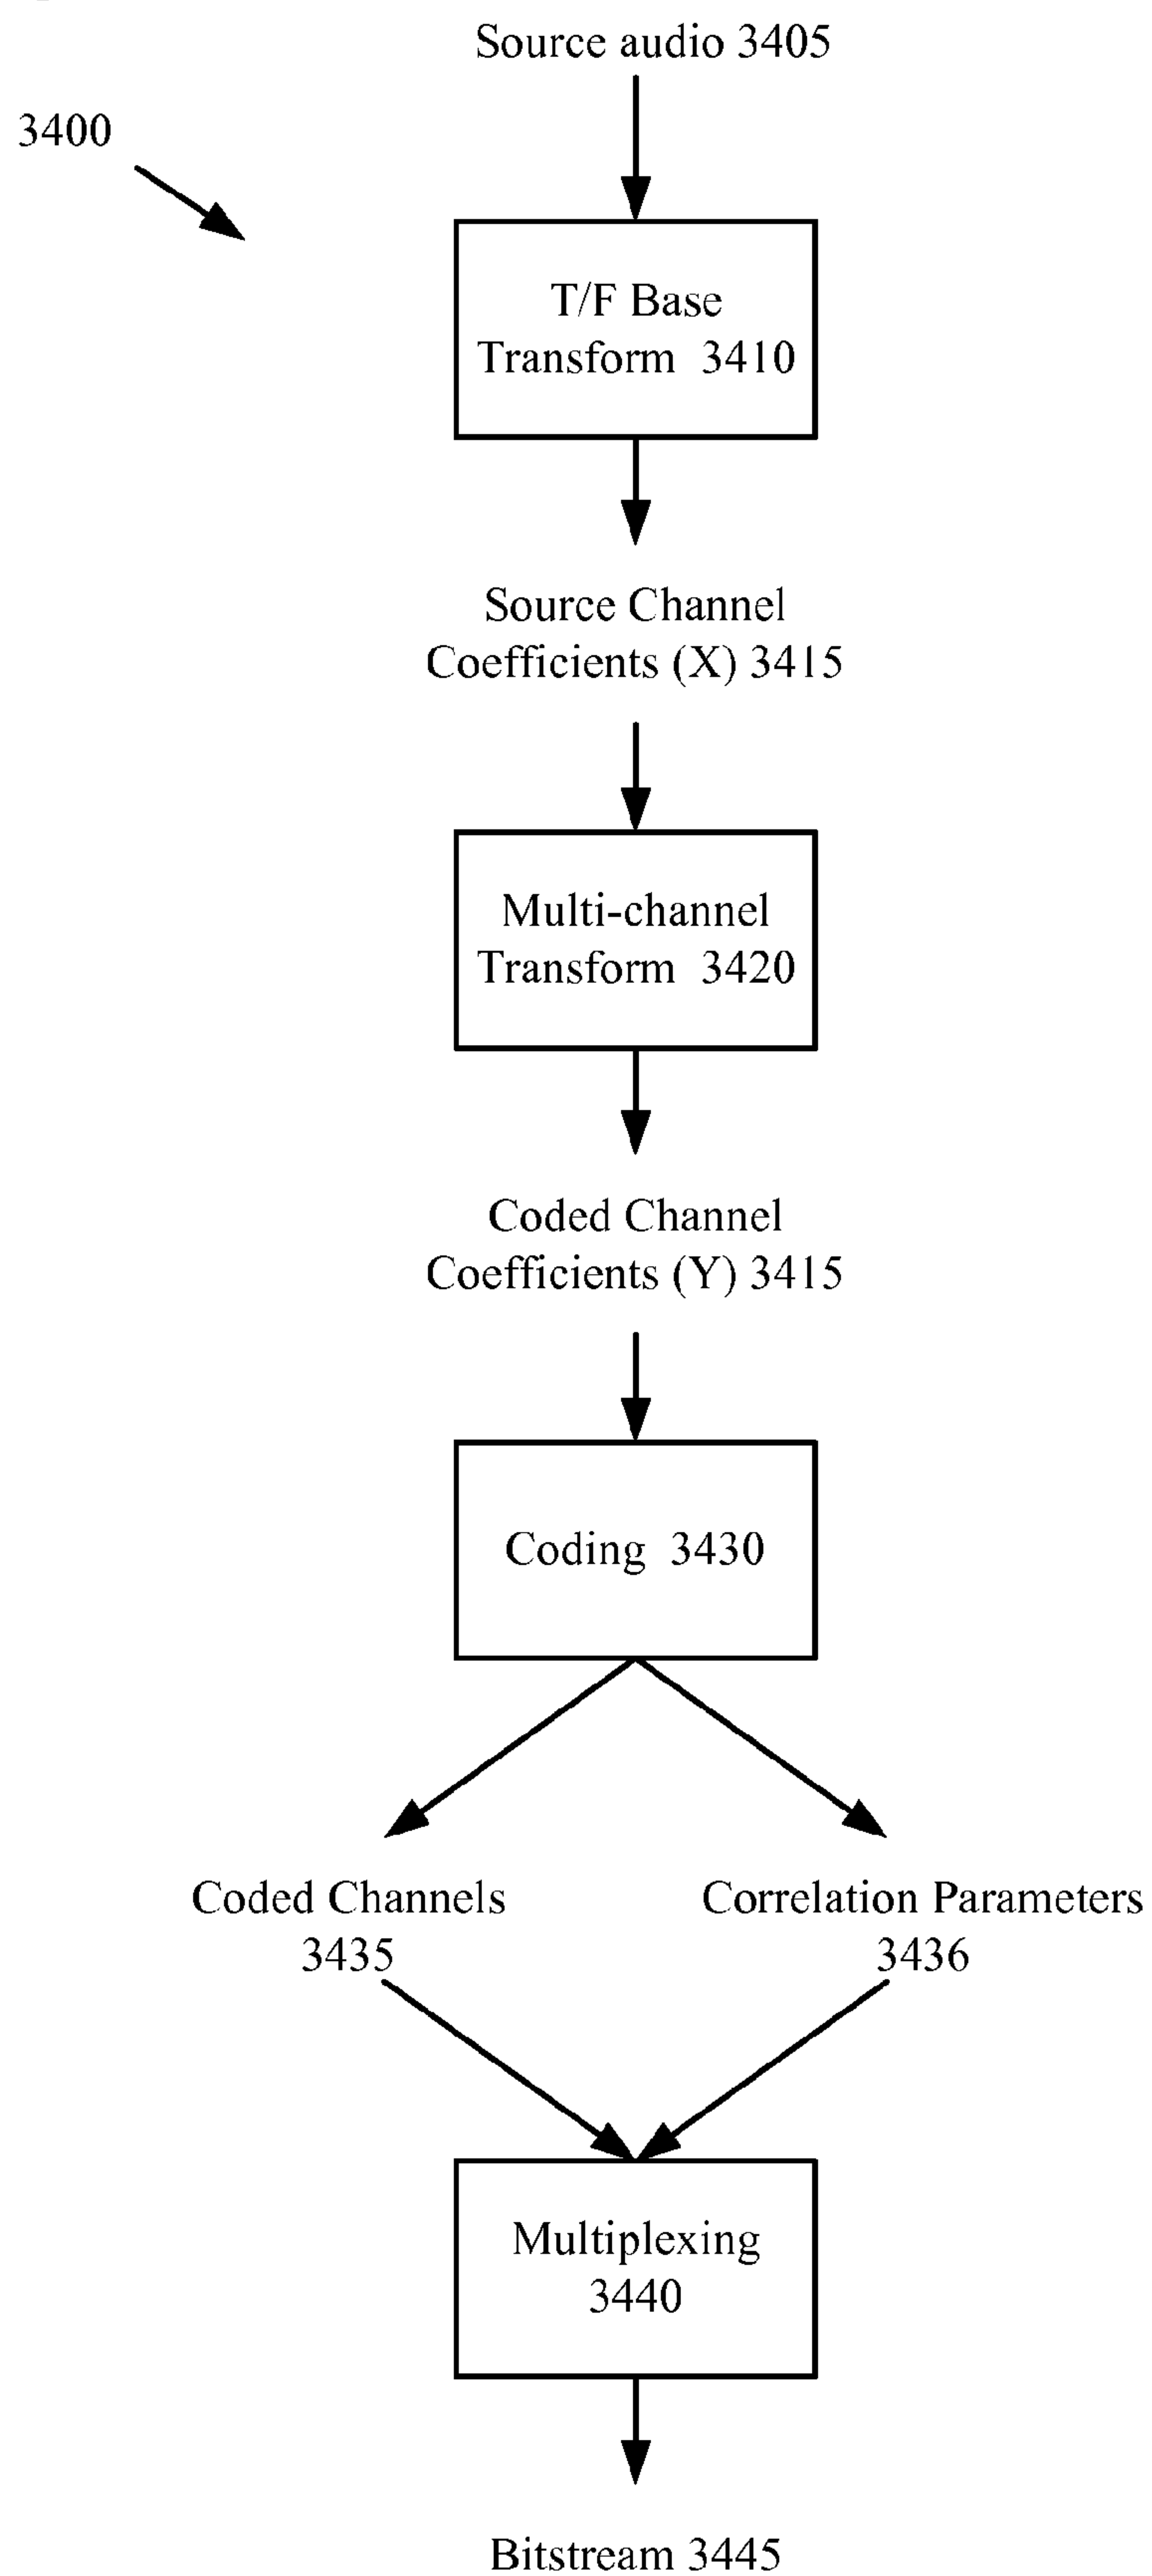 Source audio 3405
3400
T/F Base
Transform 3410
Source Channel
Coefficients (X) 3415
Multi-channel
Transform 3420
Coded Channel
Coefficients (Y) 3415
Coding 3430
Coded Channels
3435
Correlation Parameters
3436
Multiplexing
3440
Bitstream 3445